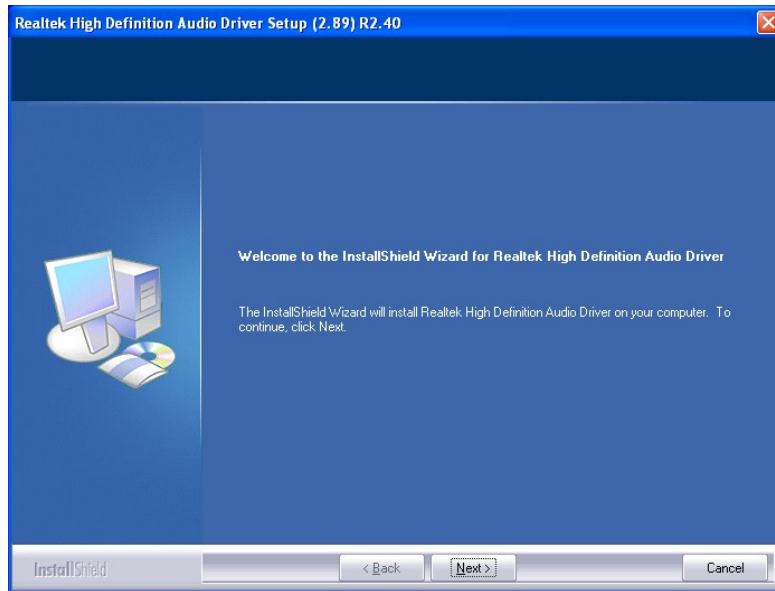 Realtek High Definition Audio Driver Setup (2.89) R2.40
Welcome to the InstallShield Wizard for Realtek High Definition Audio Driver
The InstallShield Wizard will install Realtek High Definition Audio Driver on your computer. To
continue, click Next.
InstallShield
< Back
Next >
Cancel